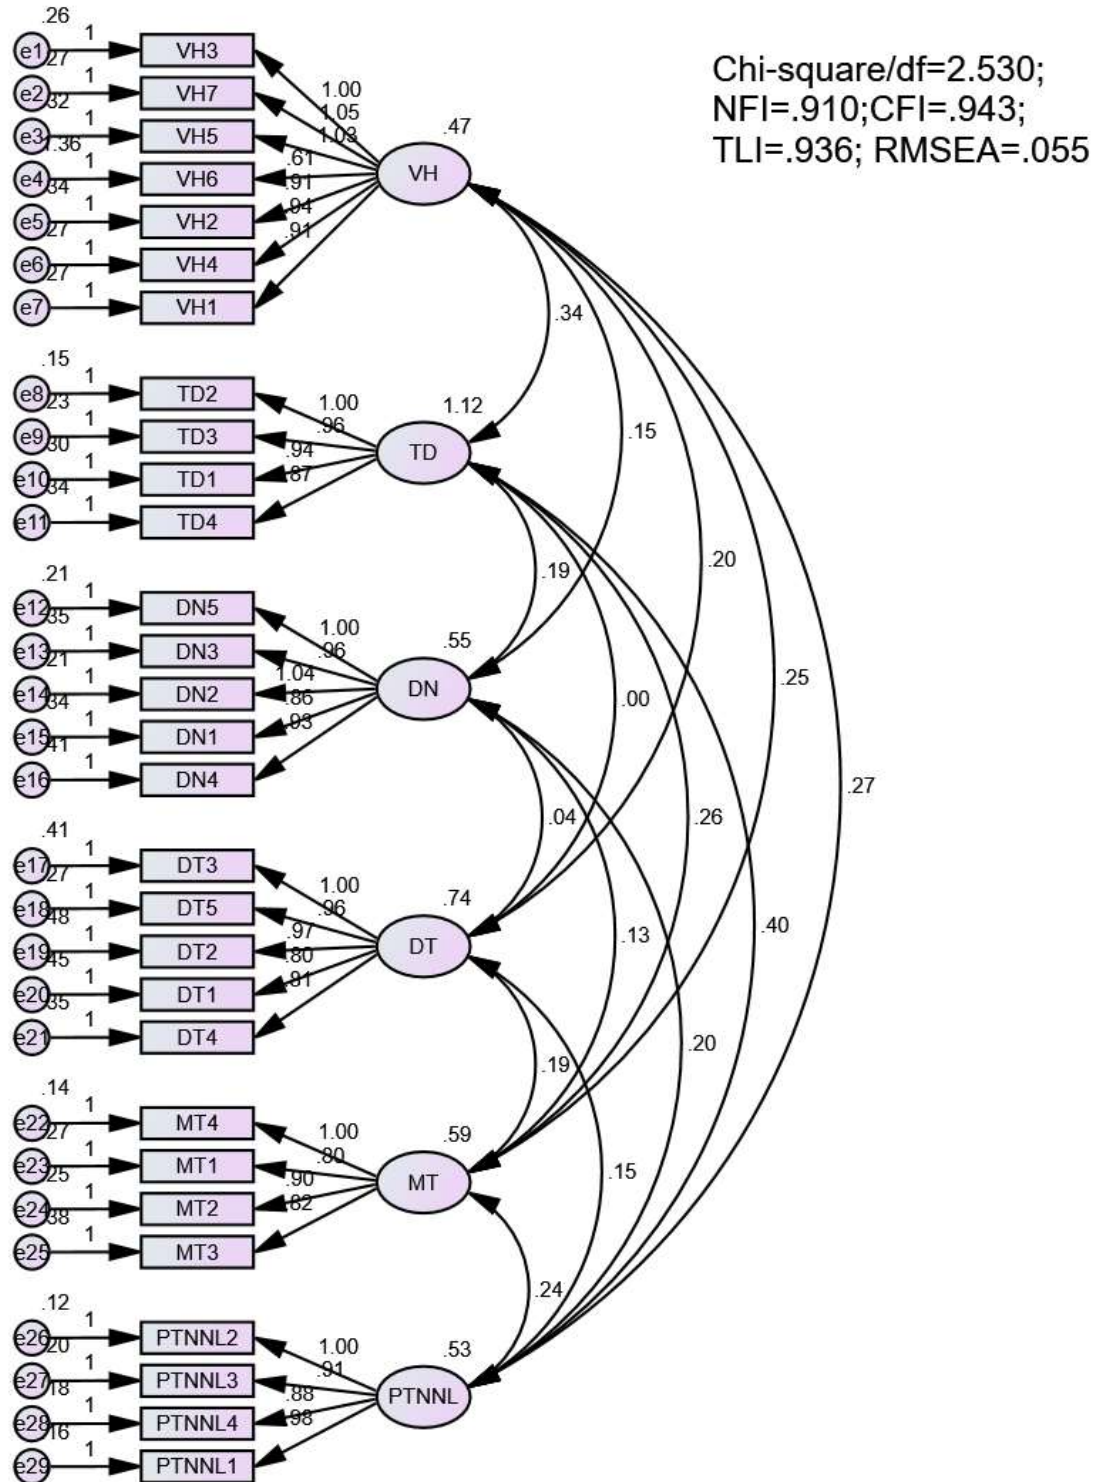 Chi-square/df=2.530;
NFI=.910;CFI=.943;
TLI=.936; RMSEA=.055
.26
e1 1 VH3
.27
e2 1 VH7
.32
e3 1 VH5
1.36
e4 1 VH6
.34
e5 1 VH2
.27
e6 1 VH4
.27
e7 1 VH1
1.00
1.05
1.03
.61
.91
.94
.91
.47
VH
.15
e8 1 TD2
.23
e9 1 TD3
.30
e10 1 TD1
.34
e11 1 TD4
1.00
.96
.94
.87
1.12
TD
.21
e12 1 DN5
.35
e13 1 DN3
.21
e14 1 DN2
.34
e15 1 DN1
.41
e16 1 DN4
1.00
.96
1.04
.86
.93
.55
DN
.41
e17 1 DT3
.27
e18 1 DT5
.48
e19 1 DT2
.45
e20 1 DT1
.35
e21 1 DT4
1.00
.96
.97
.80
.74
DT
.14
e22 1 MT4
.27
e23 1 MT1
.25
e24 1 MT2
.38
e25 1 MT3
1.00
.80
.90
.82
.59
MT
.12
e26 1 PTNNL2
.20
e27 1 PTNNL3
.18
e28 1 PTNNL4
.16
e29 1 PTNNL1
1.00
.91
.88
.98
.53
PTNNL
.34
.15
.20
.19
.25
.00
.27
.04
.26
.13
.40
.20
.19
.15
.24